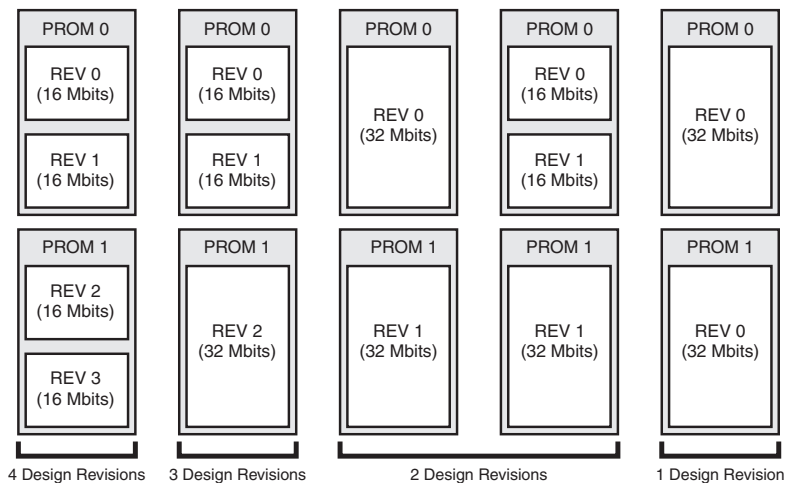 PROM 0
REV 0
(16 Mbits)
REV 1
(16 Mbits)
PROM 1
REV 2
(16 Mbits)
REV 3
(16 Mbits)
4 Design Revisions
PROM 0
REV 0
(16 Mbits)
REV 1
(16 Mbits)
PROM 1
REV 2
(32 Mbits)
3 Design Revisions
PROM 0
REV 0
(32 Mbits)
PROM 1
REV 1
(32 Mbits)
PROM 0
REV 0
(16 Mbits)
REV 1
(16 Mbits)
PROM 1
REV 1
(32 Mbits)
2 Design Revisions
PROM 0
REV 0
(32 Mbits)
PROM 1
REV 0
(32 Mbits)
1 Design Revision